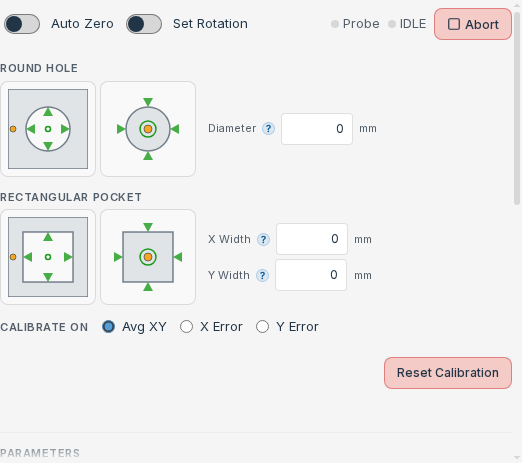 Auto Zero Set Rotation Probe IDLE Abort
ROUND HOLE
Diameter ? 0 mm
RECTANGULAR POCKET
X Width ? 0 mm
Y Width ? 0 mm
CALIBRATE ON Avg XY X Error Y Error
Reset Calibration
PARAMETERS